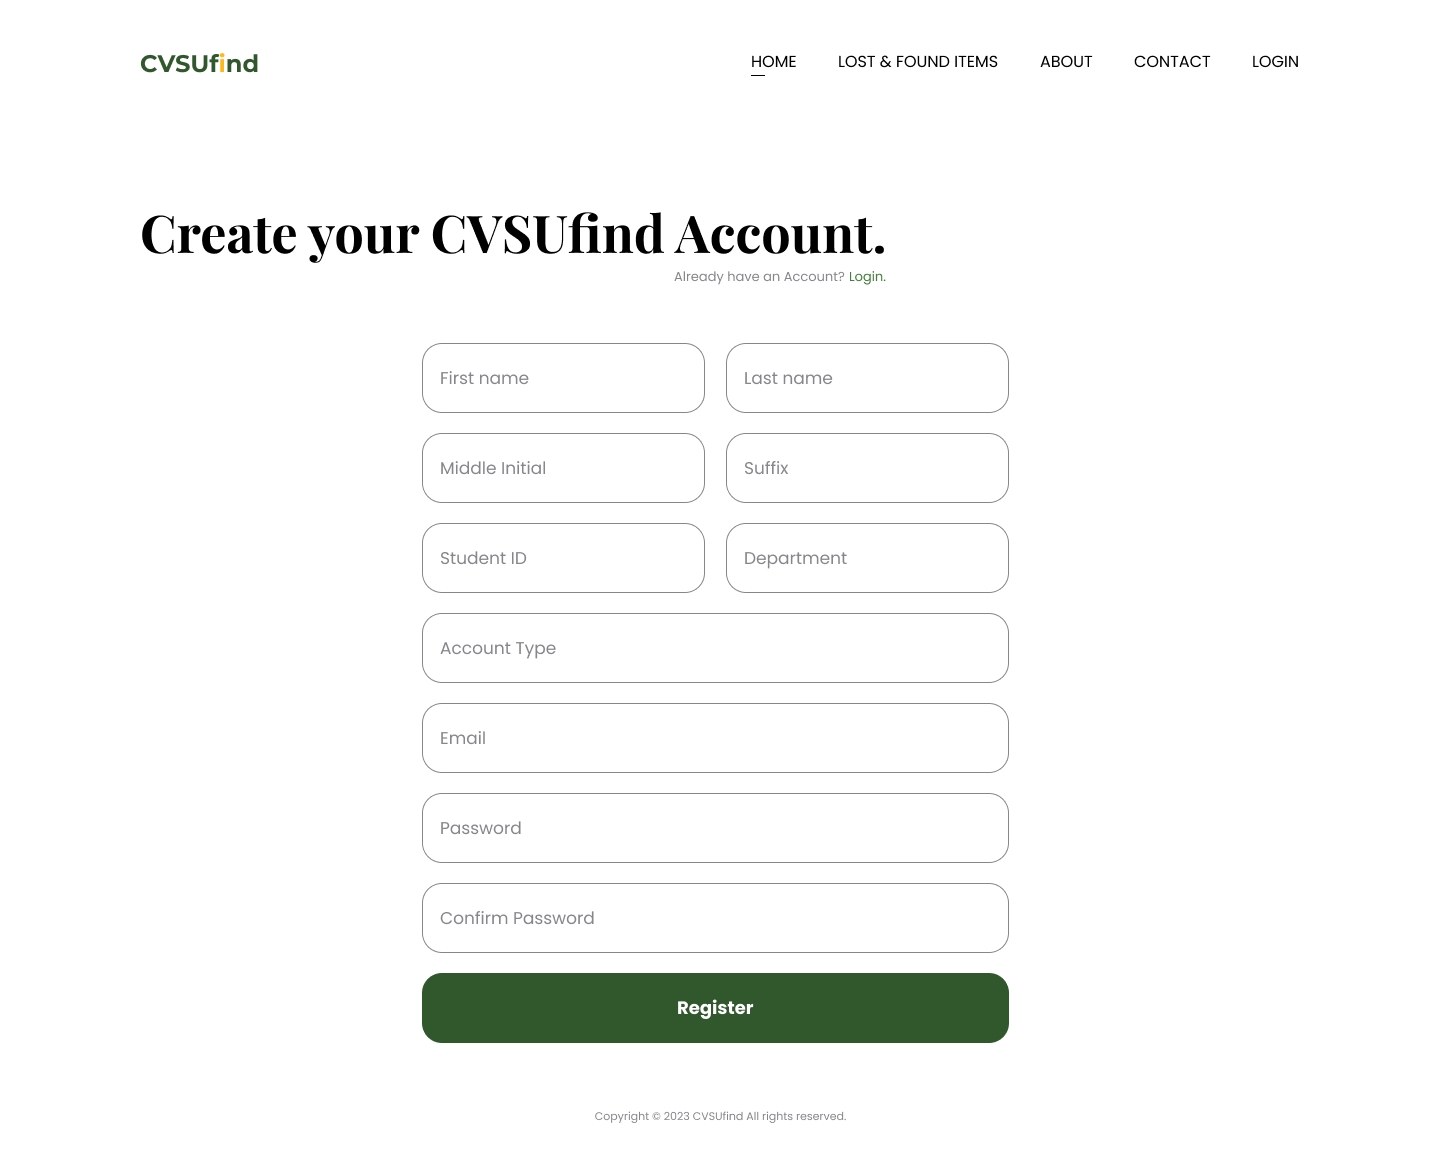 CVSUfind
HOME LOST & FOUND ITEMS ABOUT CONTACT LOGIN
Create your CVSUfind Account.
Already have an Account? Login.
First name Last name
Middle Initial Suffix
Student ID Department
Account Type
Email
Password
Confirm Password
Register
Copyright © 2023 CVSUfind All rights reserved.